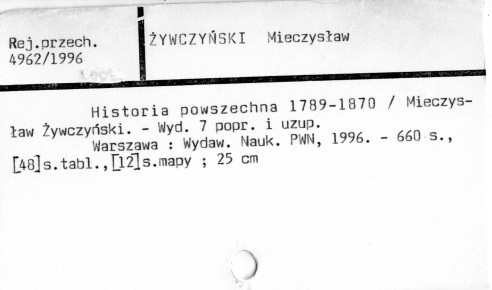 Rej.przech.
4962/1996
ŻYWCZYŃSKI Mieczysław
Historia powszechna 1789-1870 / Mieczys-
ław Żywczyński. - Wyd. 7 popr. i uzup.
Warszawa : Wydaw. Nauk. PWN, 1996. - 660 s.,
[48]s.tabl.,[12]s.mapy ; 25 cm